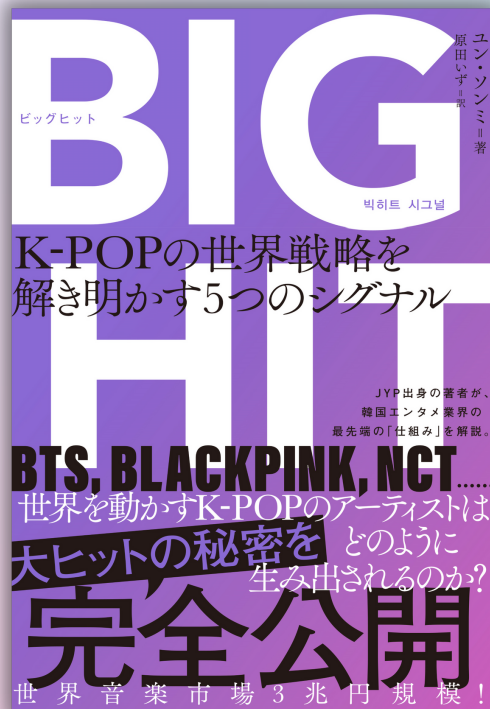 BIG
ビッグヒット
ユン・ソンミ=著
原田いず=訳
빅히트 시그널
K-POPの世界戦略を
解き明かす5つのシグナル
HIT
JYP出身の著者が、
韓国エンタメ業界の
最先端の「仕組み」を解説。
BTS, BLACKPINK, NCT......
世界を動かすK-POPのアーティストは
どのように
生み出されるのか?
大ヒットの秘密を
完全公開
世界音楽市場3兆円規模!